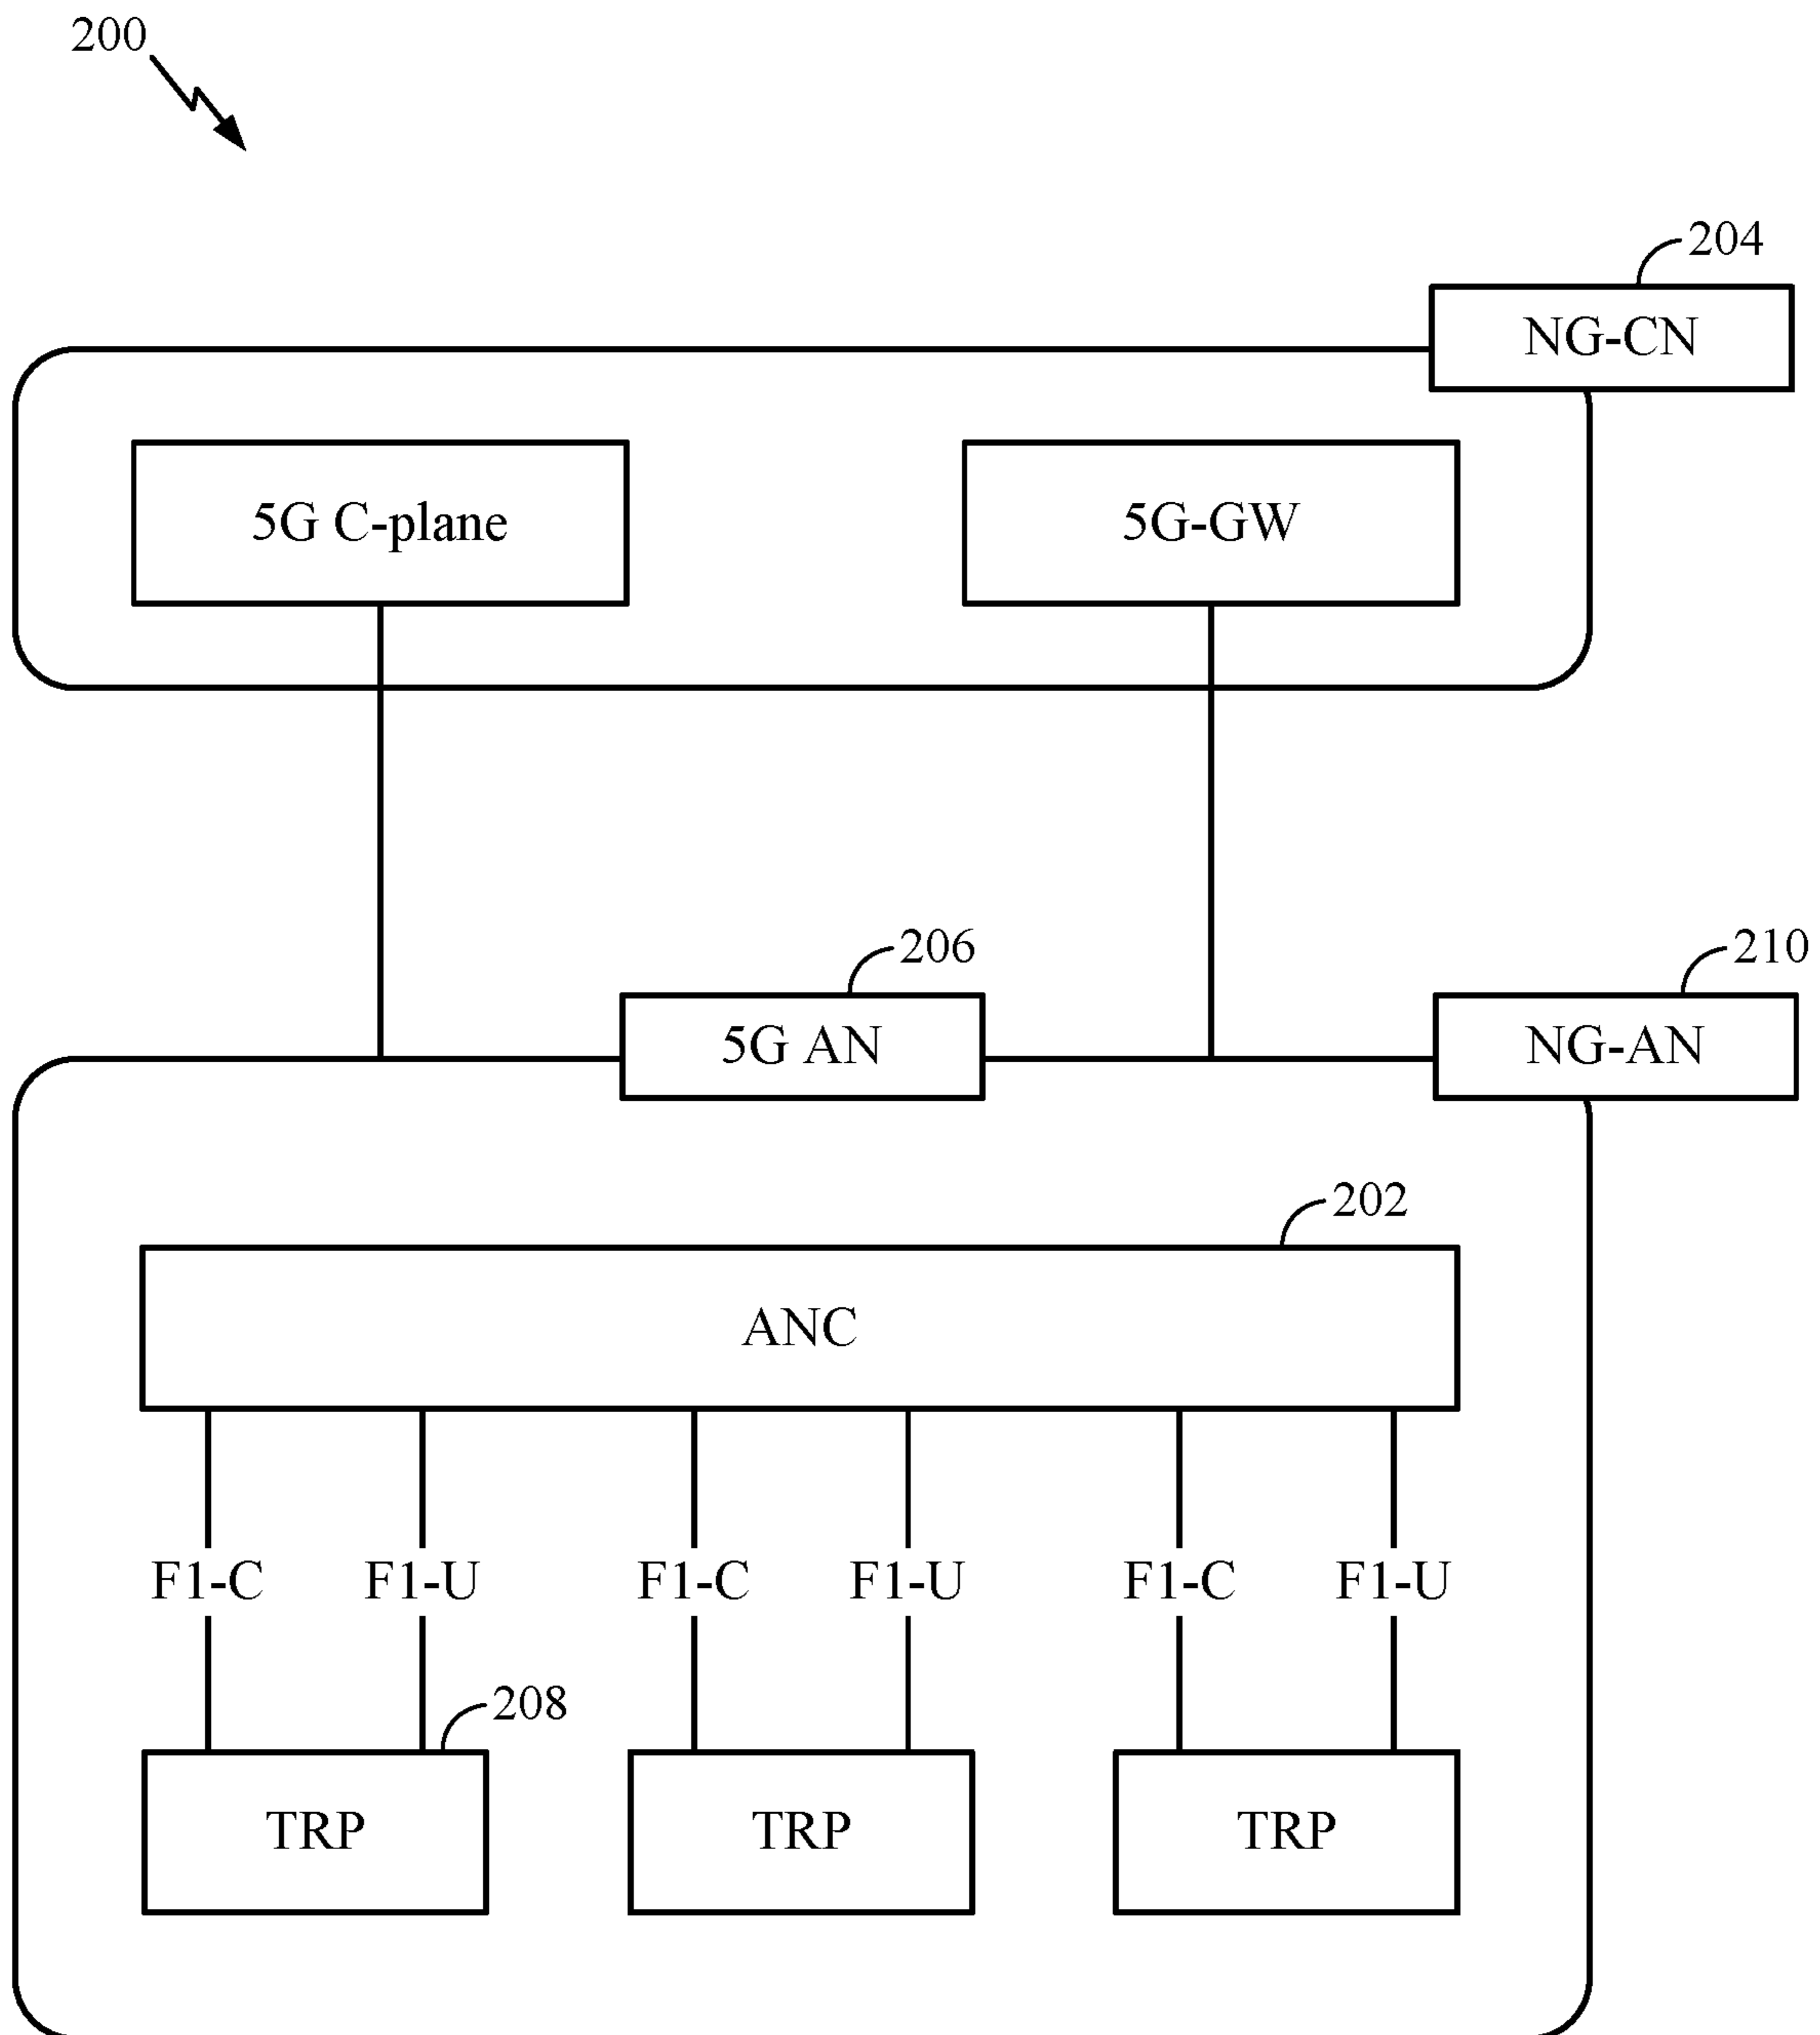 200
204
NG-CN
5G C-plane
5G-GW
206
210
5G AN
NG-AN
202
ANC
F1-C
F1-U
F1-C
F1-U
F1-C
F1-U
208
TRP
TRP
TRP